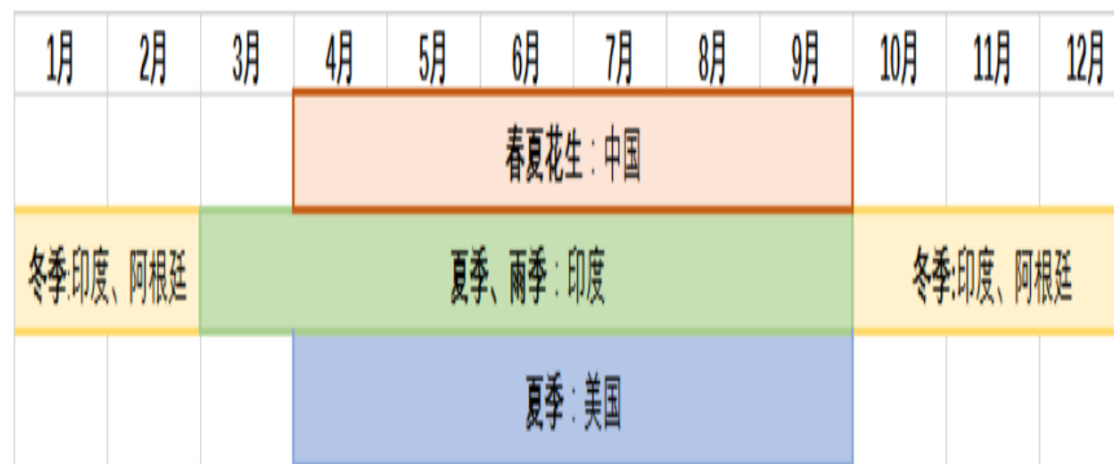 1月 2月 3月 4月 5月 6月 7月 8月 9月 10月 11月 12月
春夏花生：中国
冬季:印度、阿根廷 夏季、雨季：印度 冬季:印度、阿根廷
夏季：美国